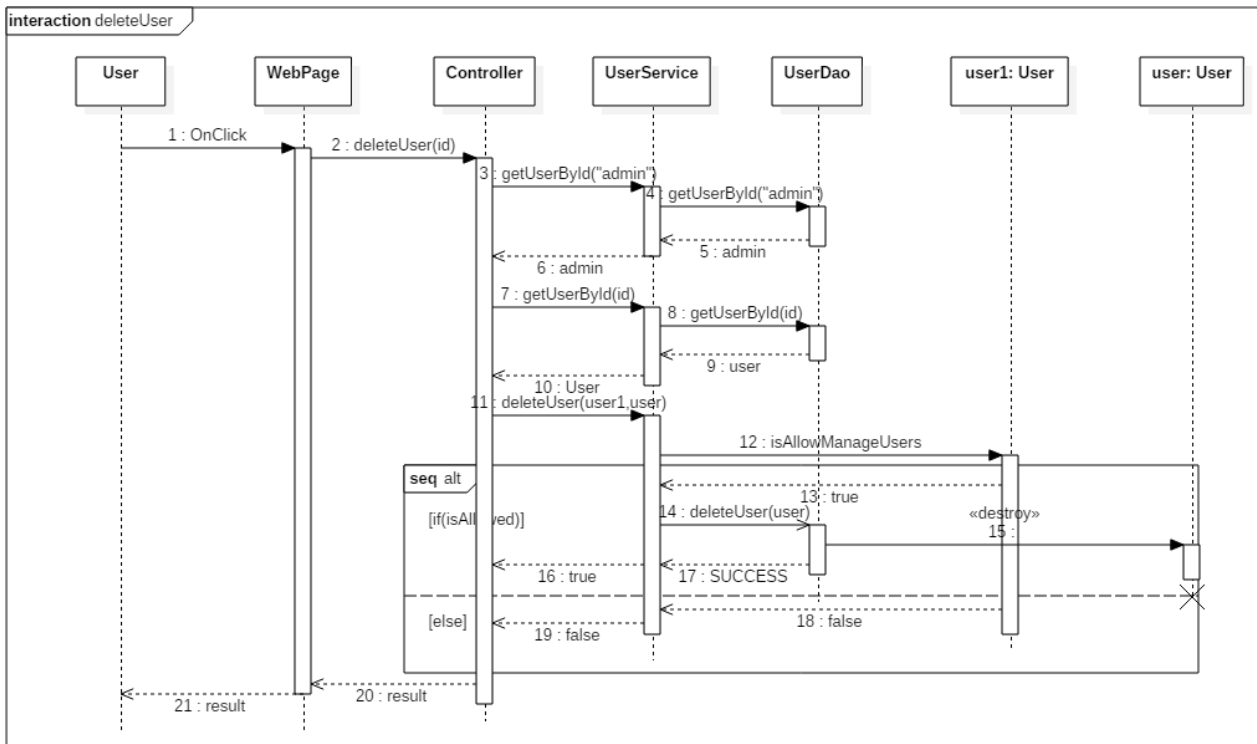 interaction deleteUser
User
WebPage
Controller
UserService
UserDao
user1: User
user: User
1 : OnClick
2 : deleteUser(id)
3 : getUserById("admin")
4 : getUserById("admin")
5 : admin
6 : admin
7 : getUserById(id)
8 : getUserById(id)
9 : user
10 : User
11 : deleteUser(user1,user)
12 : isAllowManageUsers
seq alt
13 : true
[if(isAllowed)]
14 : deleteUser(user)
«destroy»
15 :
16 : true
17 : SUCCESS
18 : false
[else]
19 : false
20 : result
21 : result